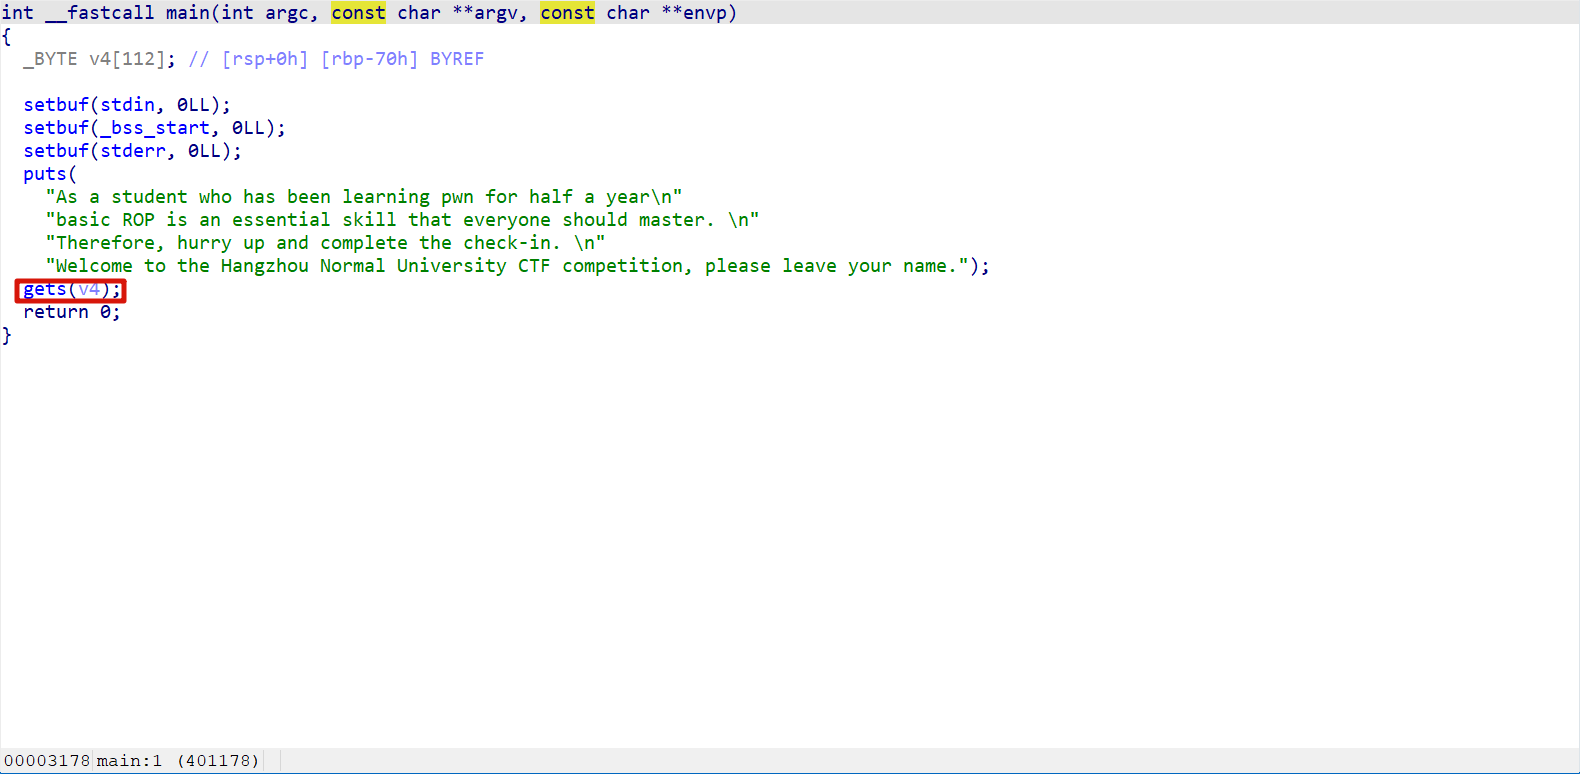 int __fastcall main(int argc, const char **argv, const char **envp)
{
  _BYTE v4[112]; // [rsp+0h] [rbp-70h] BYREF
  setbuf(stdin, 0LL);
  setbuf(_bss_start, 0LL);
  setbuf(stderr, 0LL);
  puts(
    "As a student who has been learning pwn for half a year\n"
    "basic ROP is an essential skill that everyone should master. \n"
    "Therefore, hurry up and complete the check-in. \n"
    "Welcome to the Hangzhou Normal University CTF competition, please leave your name.");
  gets(v4);
  return 0;
}
00003178 main:1 (401178)